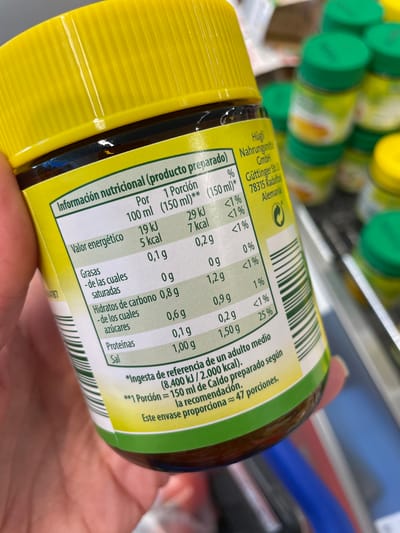 Información nutricional (producto preparado)
Por 100 ml 1 Porción (150 ml)** % (150 ml)*
Valor energético 19 kJ 29 kJ <1%
5 kcal 7 kcal <1%
Grasas 0,1 g 0,2 g <1%
- de las cuales saturadas 0 g 0 g 0%
Hidratos de carbono 0,8 g 1,2 g <1%
- de los cuales azúcares 0,6 g 0,9 g 1%
Proteínas 0,1 g 0,2 g <1%
Sal 1,00 g 1,50 g 25%
*Ingesta de referencia de un adulto medio
(8.400 kJ / 2.000 kcal).
**1 Porción = 150 ml de Caldo preparado según
la recomendación.
Este envase proporciona = 47 porciones.
Hügli
GmbH
78315